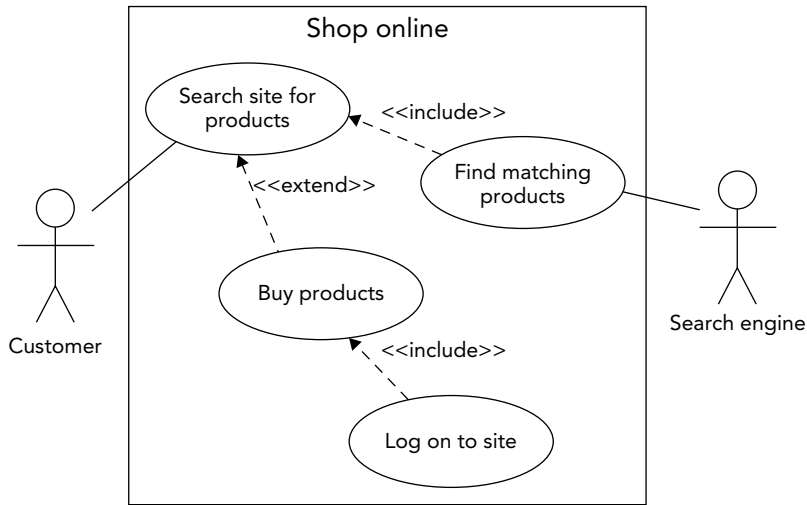 Shop online
Search site for
products
<<include>>
Find matching
products
<<extend>>
Buy products
Customer
Search engine
<<include>>
Log on to site